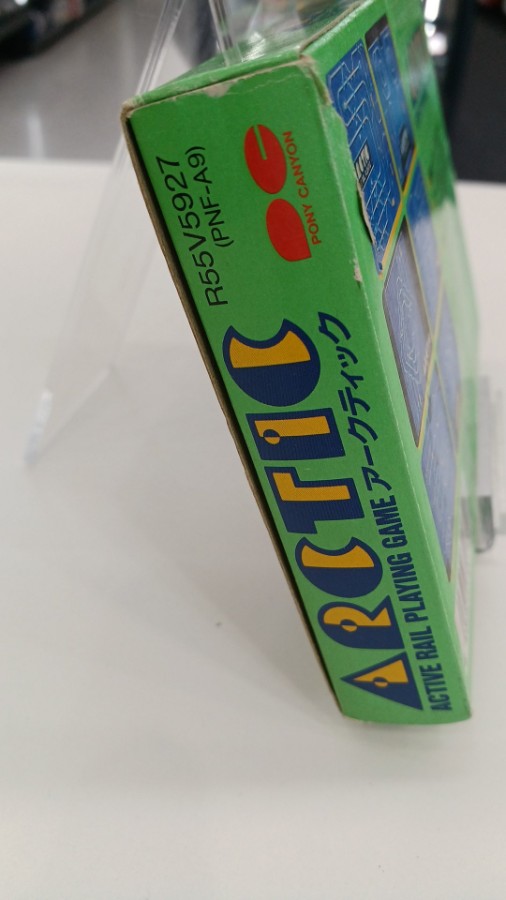 ARCTIC
ACTIVE RAIL PLAYING GAME アークティック
R55V5927
(PNF-A9)
PONY CANYON